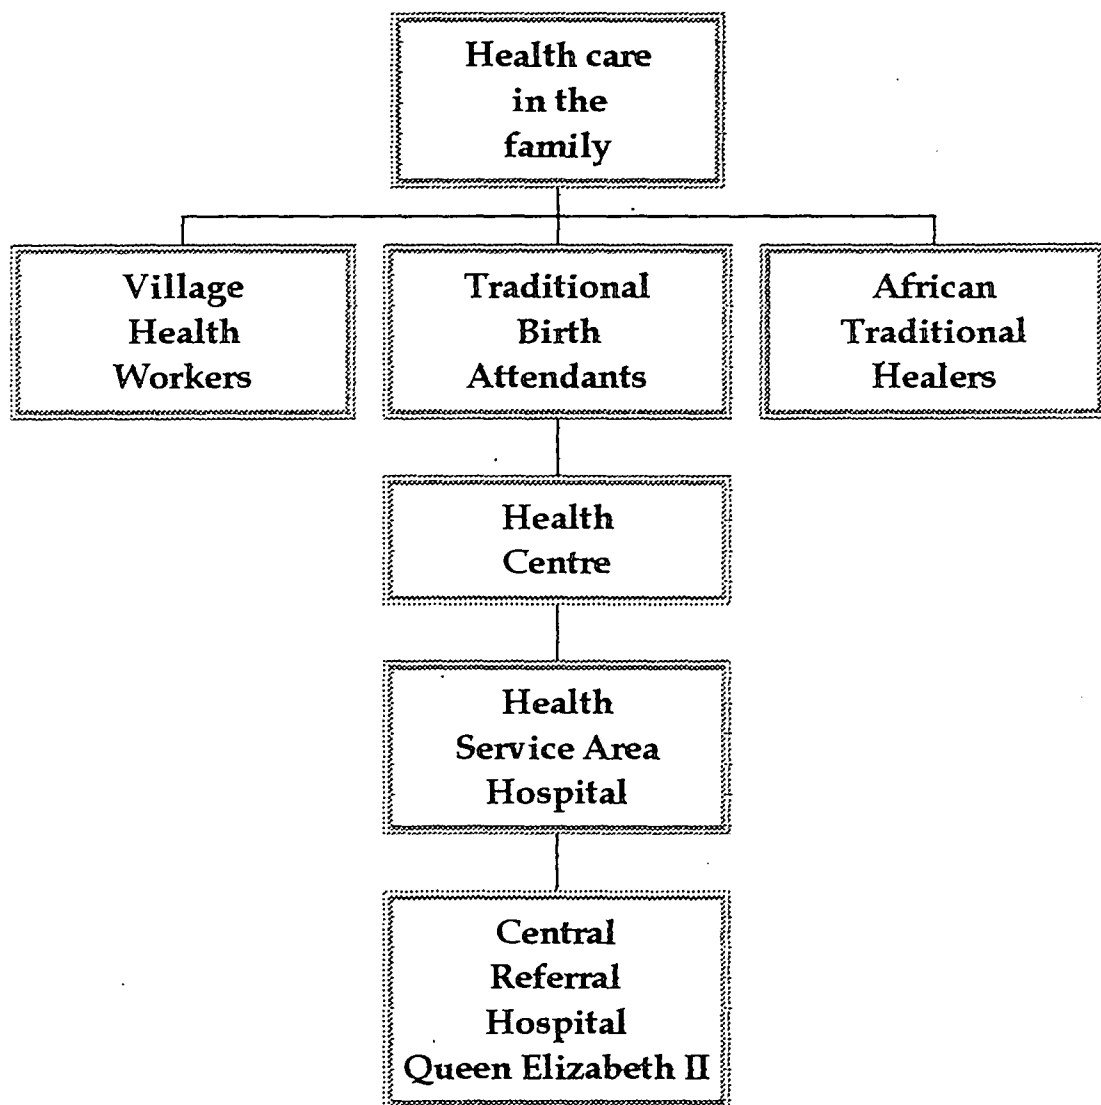 Health care
in the
family
Village
Health
Workers
Traditional
Birth
Attendants
African
Traditional
Healers
Health
Centre
Health
Service Area
Hospital
Central
Referral
Hospital
Queen Elizabeth II